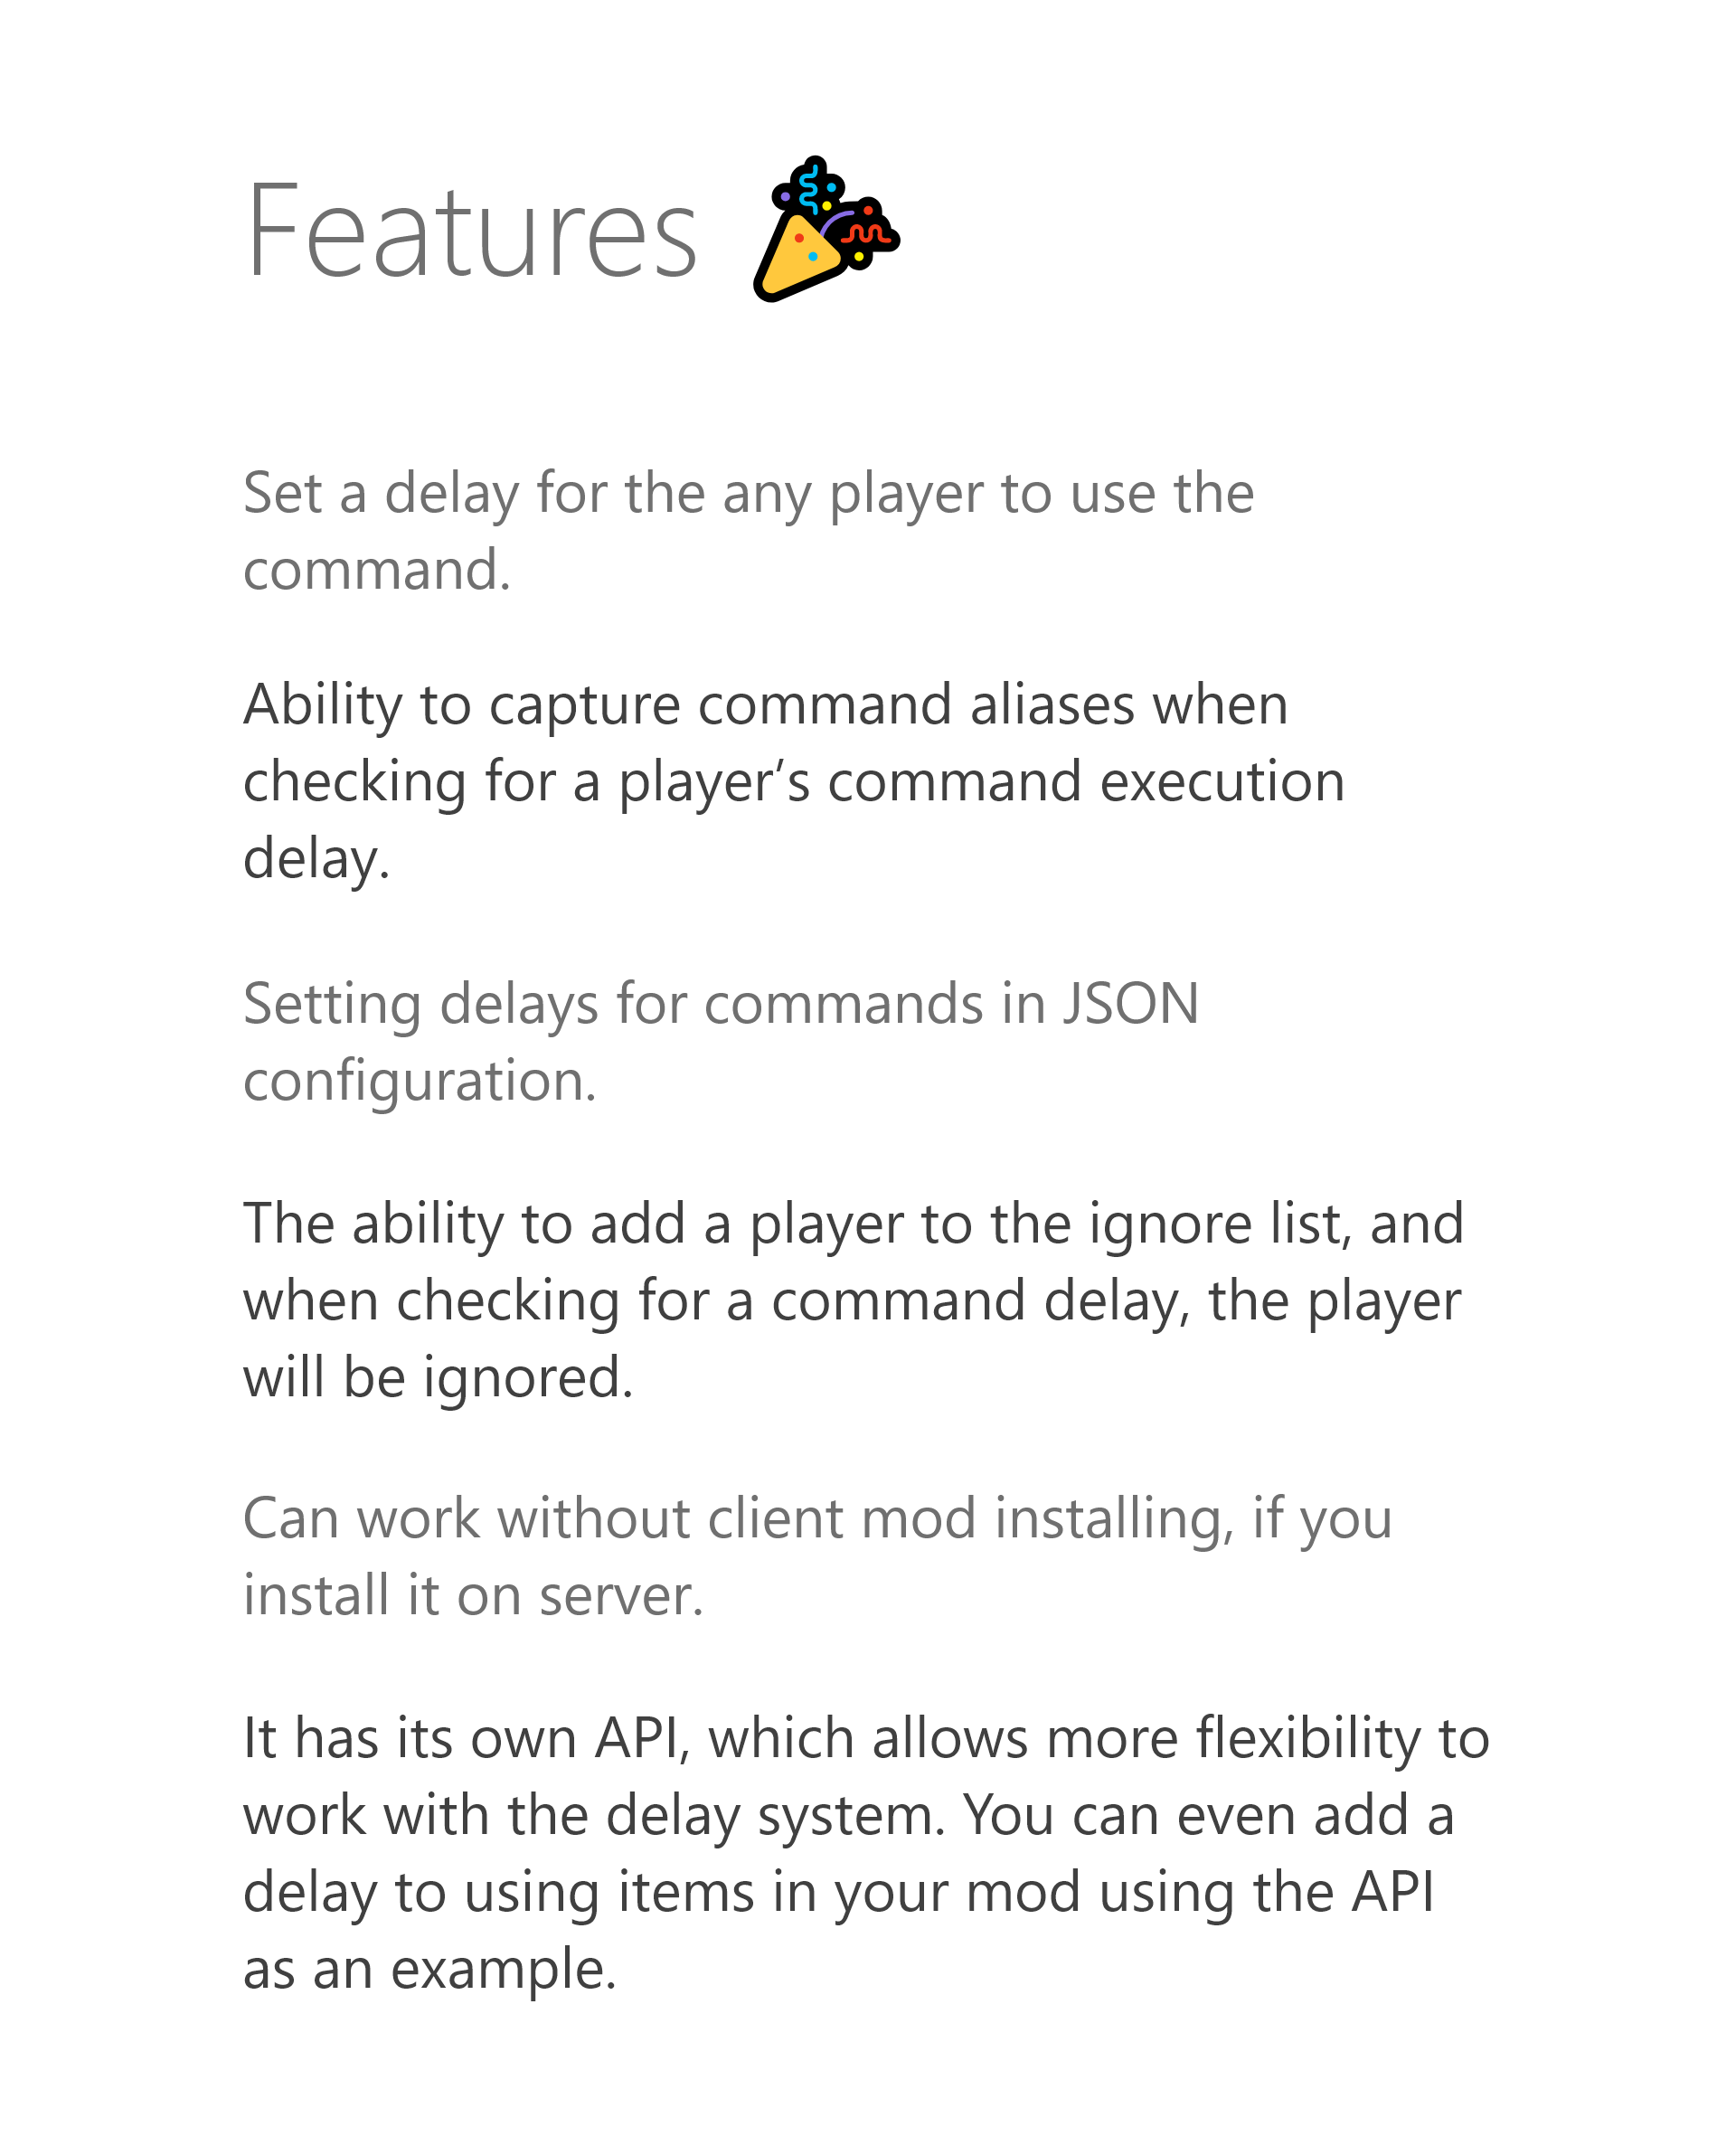 Features
Set a delay for the any player to use the
command.
Ability to capture command aliases when
checking for a player’s command execution
delay.
Setting delays for commands in JSON
configuration.
The ability to add a player to the ignore list, and
when checking for a command delay, the player
will be ignored.
Can work without client mod installing, if you
install it on server.
It has its own API, which allows more flexibility to
work with the delay system. You can even add a
delay to using items in your mod using the API
as an example.